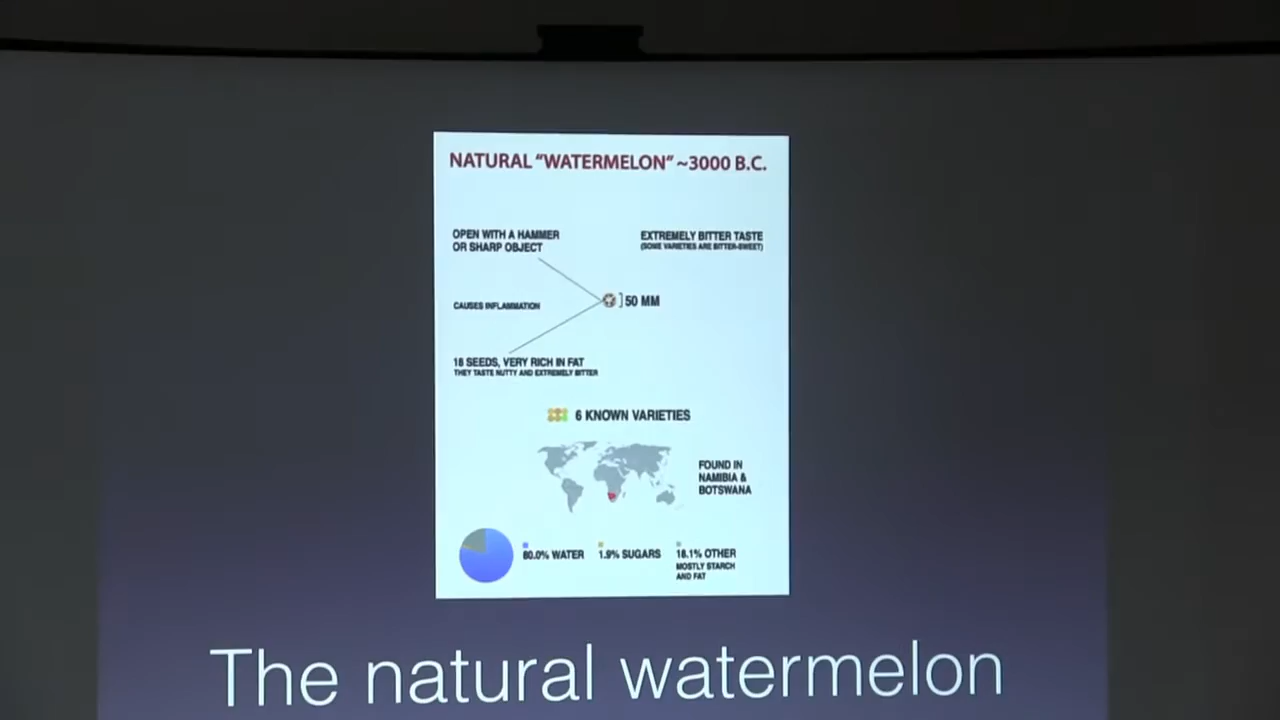 NATURAL "WATERMELON" ~3000 B.C.
OPEN WITH A HAMMER
OR SHARP OBJECT
EXTREMELY BITTER TASTE
(SOME VARIETIES ARE BITTER-SWEET)
50 MM
CAUSES INFLAMMATION
18 SEEDS, VERY RICH IN FAT
THEY TASTE NUTTY AND EXTREMELY BITTER
6 KNOWN VARIETIES
FOUND IN
NAMIBIA &
BOTSWANA
80.0% WATER
1.9% SUGARS
18.1% OTHER
MOSTLY STARCH
AND FAT
The natural watermelon